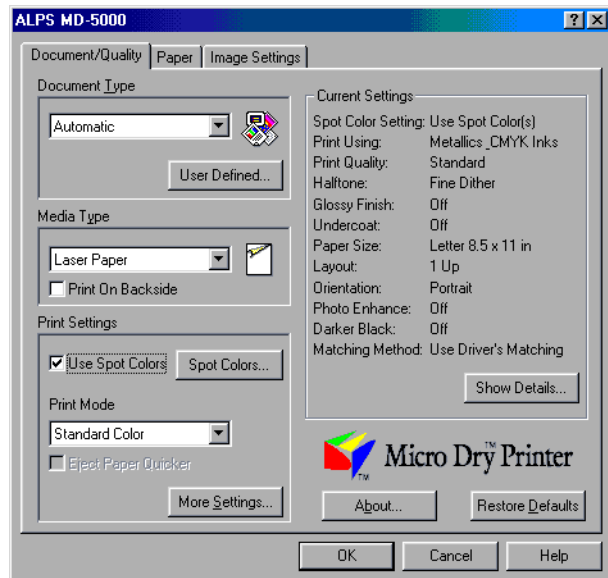 ALPS MD-5000
Document/Quality
Paper
Image Settings
Document Type
Automatic
User Defined...
Media Type
Laser Paper
Print On Backside
Print Settings
Use Spot Colors
Spot Colors...
Print Mode
Standard Color
Eject Paper Quicker
More Settings...
Current Settings
Spot Color Setting: Use Spot Color(s)
Print Using: Metallics_CMYK Inks
Print Quality: Standard
Halftone: Fine Dither
Glossy Finish: Off
Undercoat: Off
Paper Size: Letter 8.5 x 11 in
Layout: 1 Up
Orientation: Portrait
Photo Enhance: Off
Darker Black: Off
Matching Method: Use Driver's Matching
Show Details...
Micro Dry™ Printer
TM
About...
Restore Defaults
OK
Cancel
Help